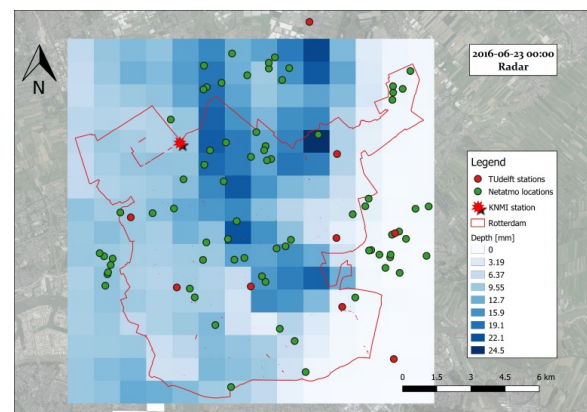 2016-06-23 00:00
Radar
N
Legend
TUdelft stations
Netatmo locations
KNMI station
Rotterdam
Depth [mm]
0
3.19
6.37
9.55
12.7
15.9
19.1
22.1
24.5
0 1.5 3 4.5 6 km